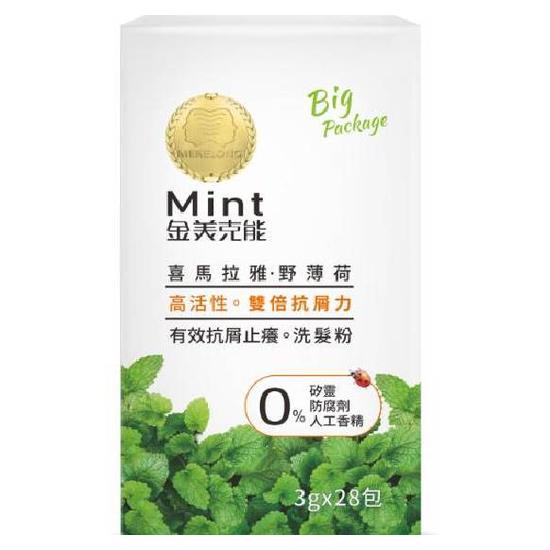 Big
Package
MEKELONG
Mint
金美克能
喜馬拉雅·野薄荷
高活性。雙倍抗屑力
有效抗屑止癢。洗髮粉
0%
矽靈
防腐劑
人工香精
3gx28包